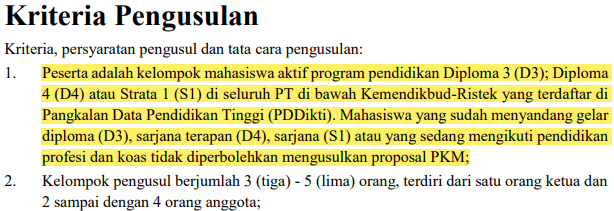 Kriteria Pengusulan
Kriteria, persyaratan pengusul dan tata cara pengusulan:
1. Peserta adalah kelompok mahasiswa aktif program pendidikan Diploma 3 (D3); Diploma
4 (D4) atau Strata 1 (S1) di seluruh PT di bawah Kemendikbud-Ristek yang terdaftar di
Pangkalan Data Pendidikan Tinggi (PDDikti). Mahasiswa yang sudah menyandang gelar
diploma (D3), sarjana terapan (D4), sarjana (S1) atau yang sedang mengikuti pendidikan
profesi dan koas tidak diperbolehkan mengusulkan proposal PKM;
2. Kelompok pengusul berjumlah 3 (tiga) - 5 (lima) orang, terdiri dari satu orang ketua dan
2 sampai dengan 4 orang anggota;